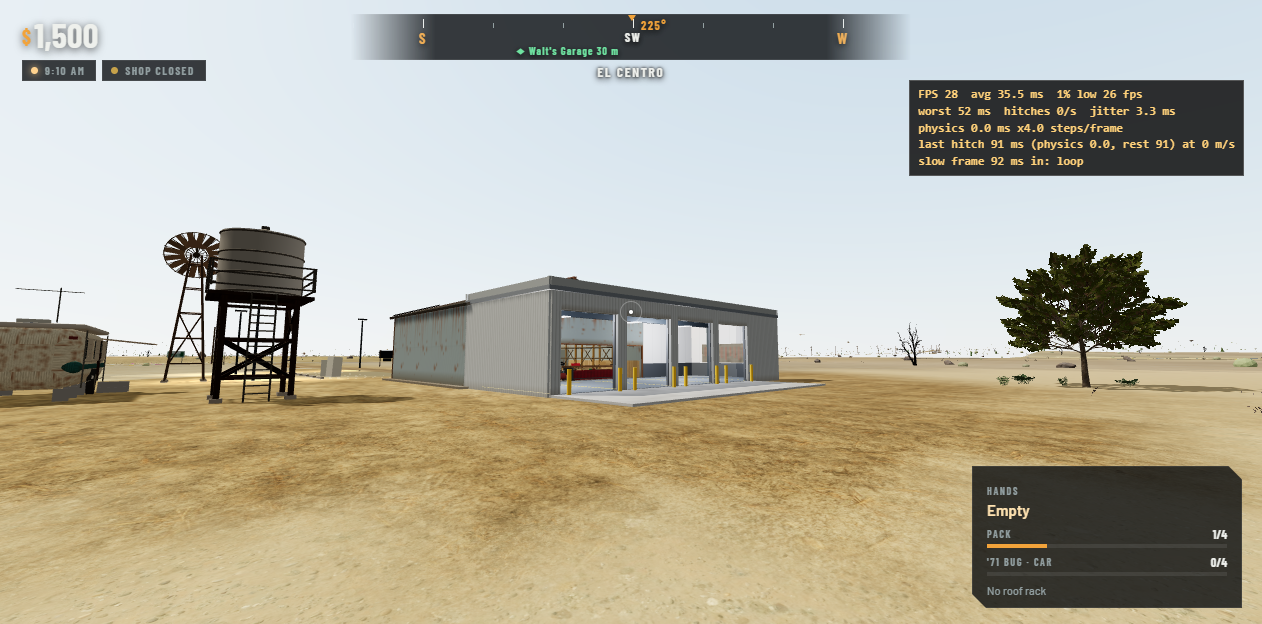 $1,500
9:10 AM
SHOP CLOSED
S
225°
SW
W
Walt's Garage 30 m
EL CENTRO
FPS 28 avg 35.5 ms 1% low 26 fps
worst 52 ms hitches 0/s jitter 3.3 ms
physics 0.0 ms x4.0 steps/frame
last hitch 91 ms (physics 0.0, rest 91) at 0 m/s
slow frame 92 ms in: loop
HANDS
Empty
PACK 1/4
'71 BUG - CAR 0/4
No roof rack